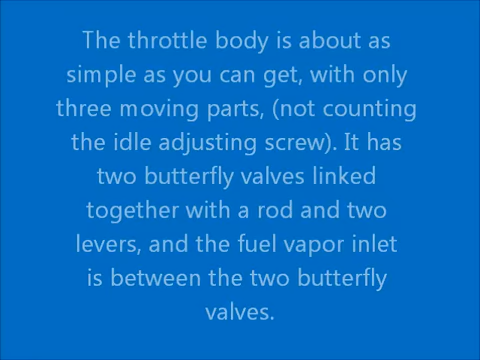 The throttle body is about as
simple as you can get, with only
three moving parts, (not counting
the idle adjusting screw). It has
two butterfly valves linked
together with a rod and two
levers, and the fuel vapor inlet
is between the two butterfly
valves.